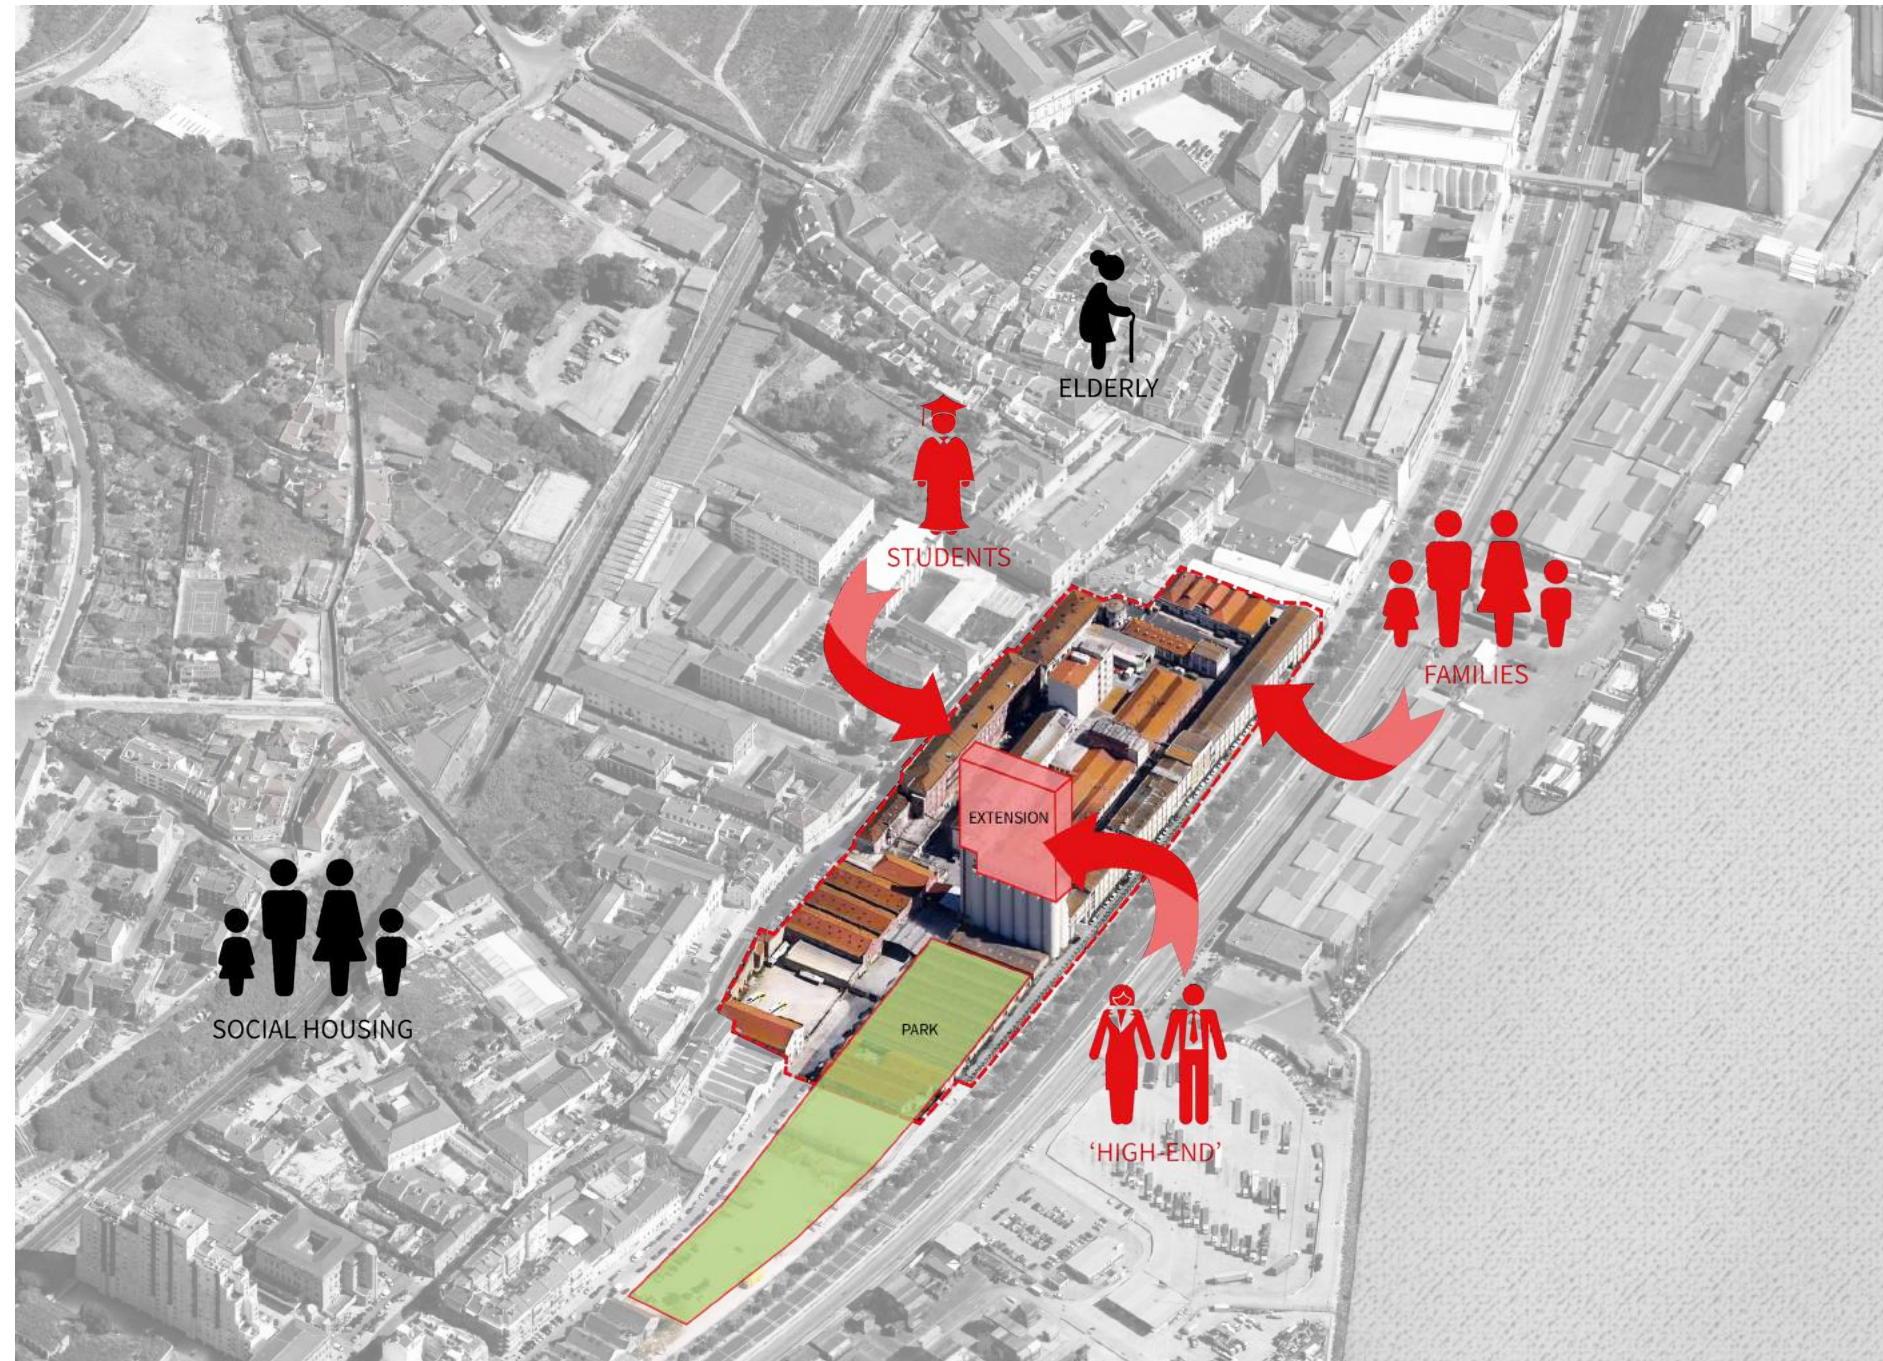 ELDERLY
STUDENTS
FAMILIES
EXTENSION
SOCIAL HOUSING
PARK
‘HIGH-END’